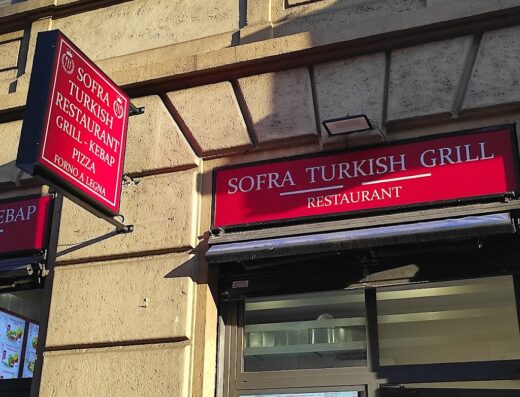 SOFRA
TURKISH
RESTAURANT
GRILL - KEBAP
PIZZA
FORNO A LEGNA
SOFRA TURKISH GRILL
RESTAURANT
EBAP